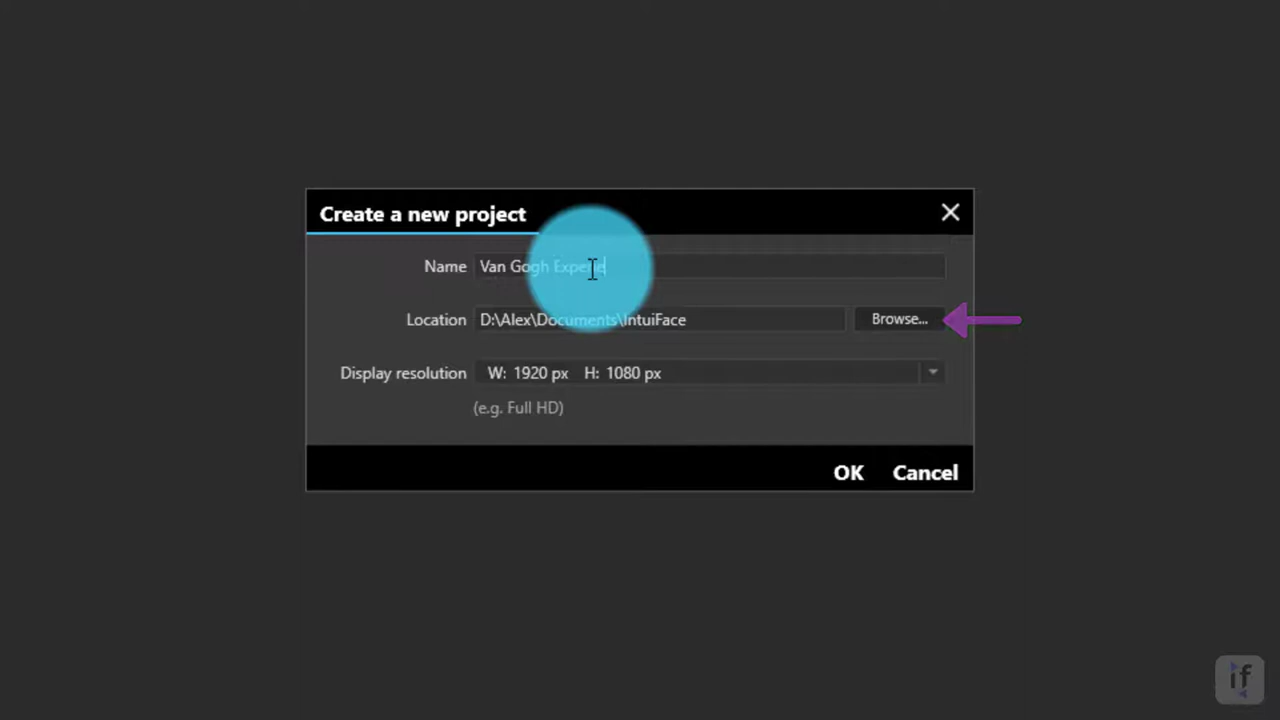 Create a new project
Name Van Gogh Experie
Location D:\Alex\Documents\IntuiFace Browse...
Display resolution W: 1920 px H: 1080 px
(e.g. Full HD)
OK Cancel
if